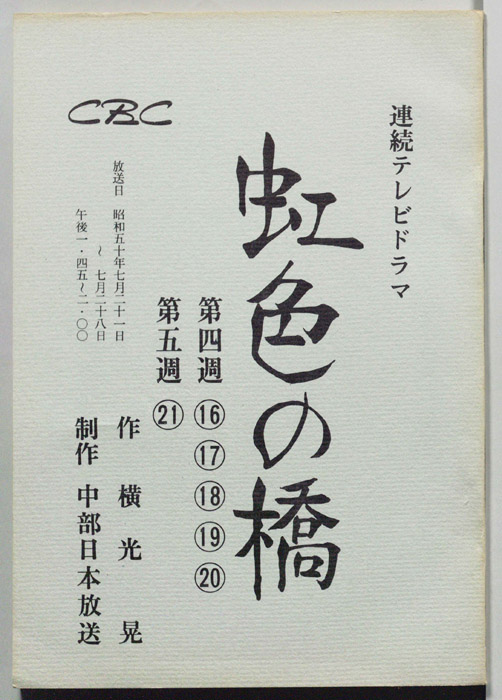 連続テレビドラマ
虹色の橋
第四週 ⑯ ⑰ ⑱ ⑲ ⑳
第五週 ㉑
CBC
放送日 昭和五十年七月二十一日
〜 七月二十八日
午後一・四五〜二・〇〇
作 横光晃
制作 中部日本放送